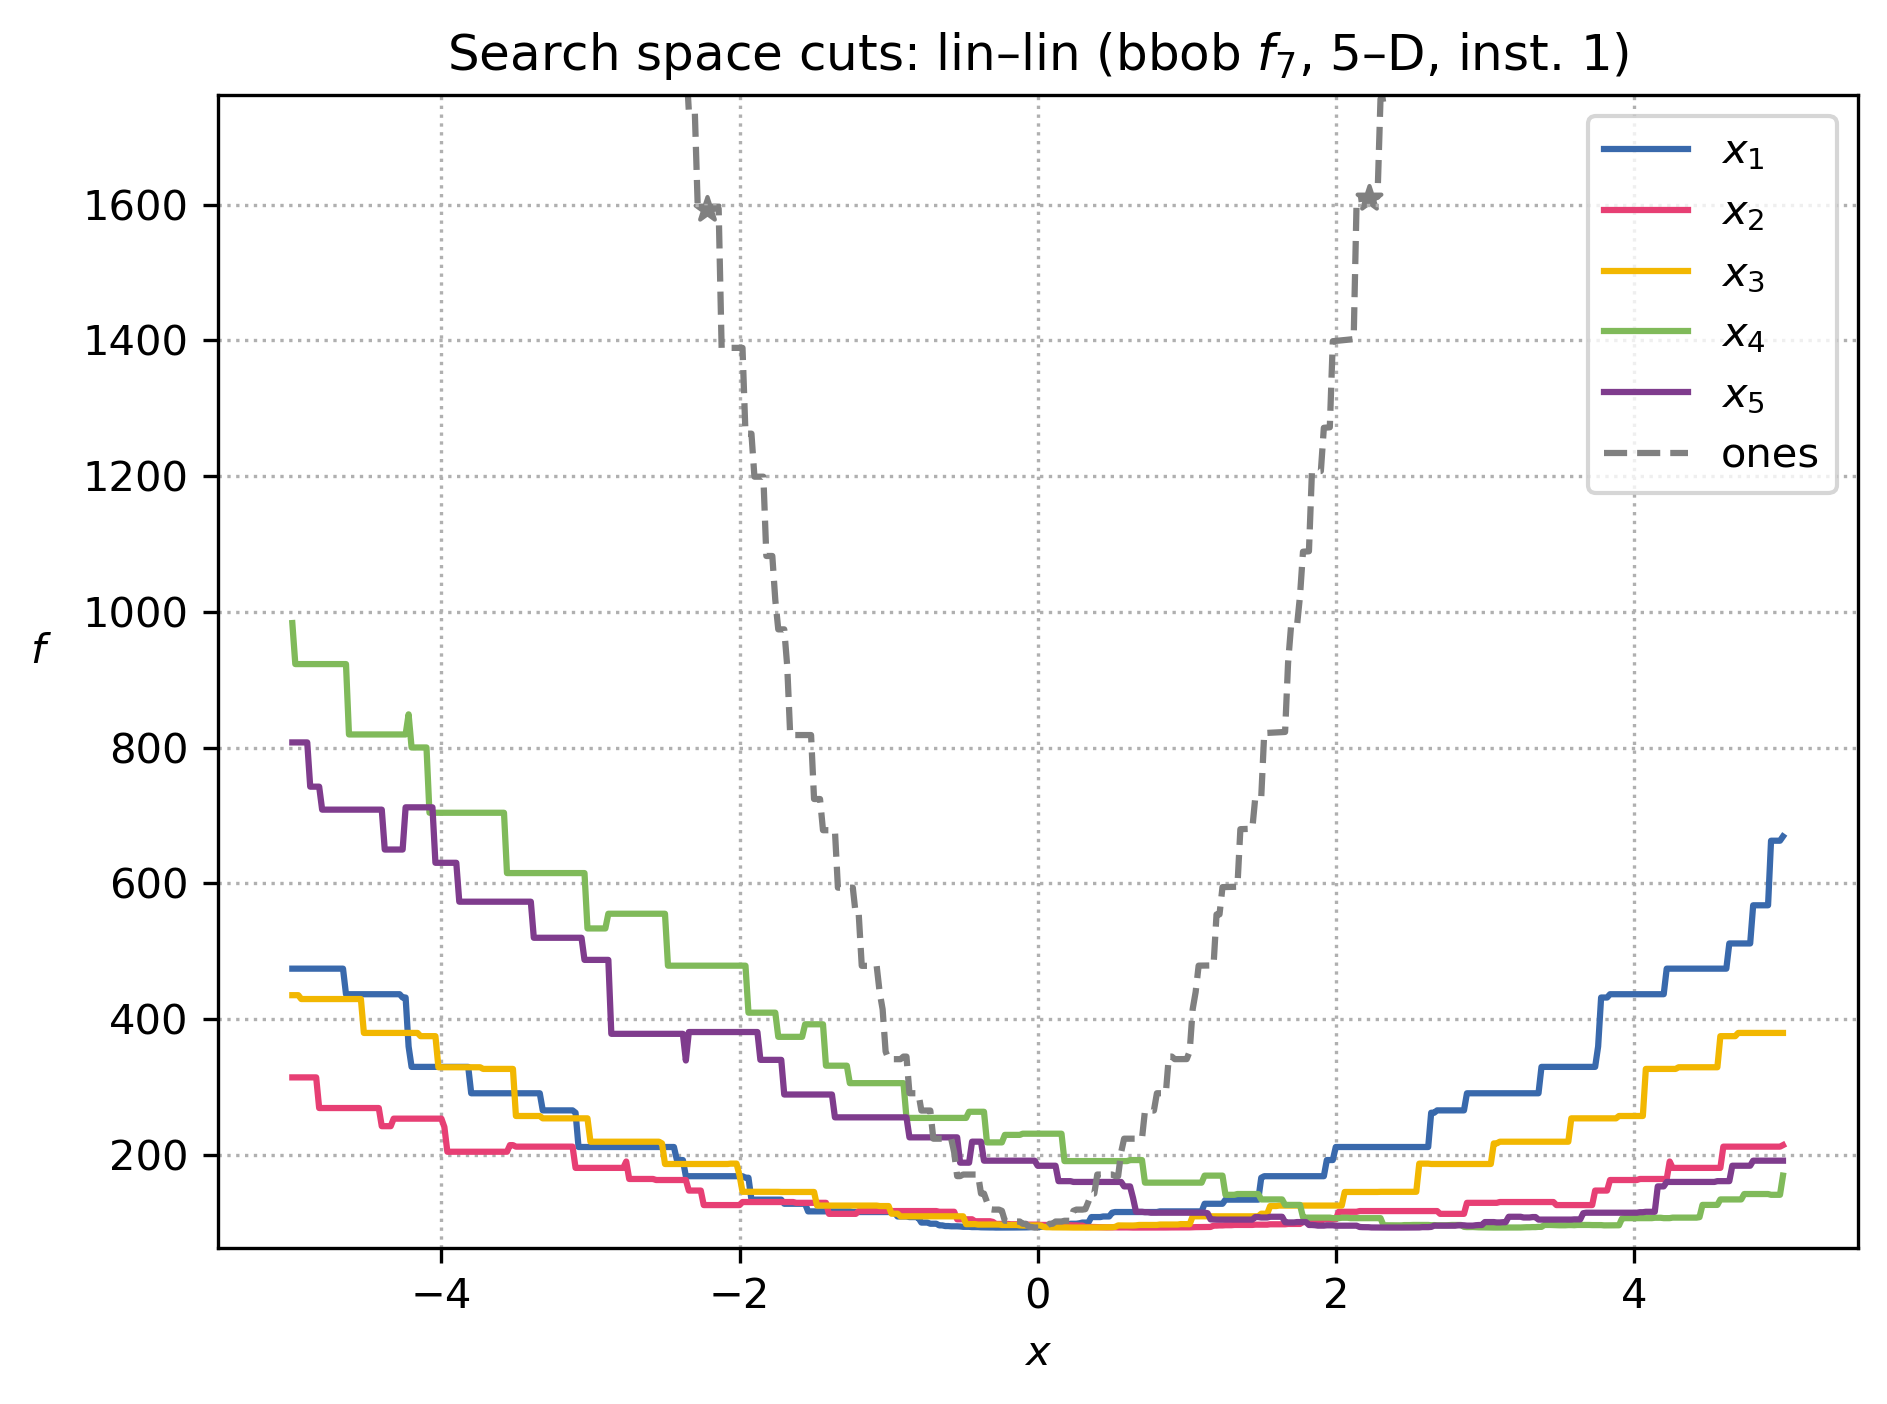 Search space cuts: lin–lin (bbob f7, 5–D, inst. 1)
x1
x2
x3
x4
x5
ones
1600
1400
1200
1000
800
600
400
200
f
−4
−2
0
2
4
x